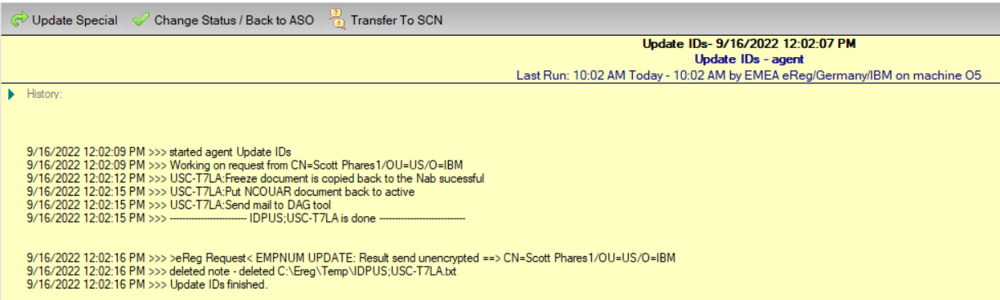 Update Special Change Status / Back to ASO Transfer To SCN
Update IDs- 9/16/2022 12:02:07 PM
Update IDs - agent
Last Run: 10:02 AM Today - 10:02 AM by EMEA eReg/Germany/IBM on machine O5
History:
9/16/2022 12:02:09 PM >>> started agent Update IDs
9/16/2022 12:02:09 PM >>> Working on request from CN=Scott Phares1/OU=US/O=IBM
9/16/2022 12:02:12 PM >>> USC-T7LA:Freeze document is copied back to the Nab sucessful
9/16/2022 12:02:15 PM >>> USC-T7LA:Put NCOUAR document back to active
9/16/2022 12:02:15 PM >>> USC-T7LA:Send mail to DAG tool
9/16/2022 12:02:15 PM >>> ------------------------- IDPUS;USC-T7LA is done ----------------------------
9/16/2022 12:02:16 PM >>> >eReg Request< EMPNUM UPDATE: Result send unencrypted ==> CN=Scott Phares1/OU=US/O=IBM
9/16/2022 12:02:16 PM >>> deleted note - deleted C:\Ereg\Temp\IDPUS;USC-T7LA.txt
9/16/2022 12:02:16 PM >>> Update IDs finished.